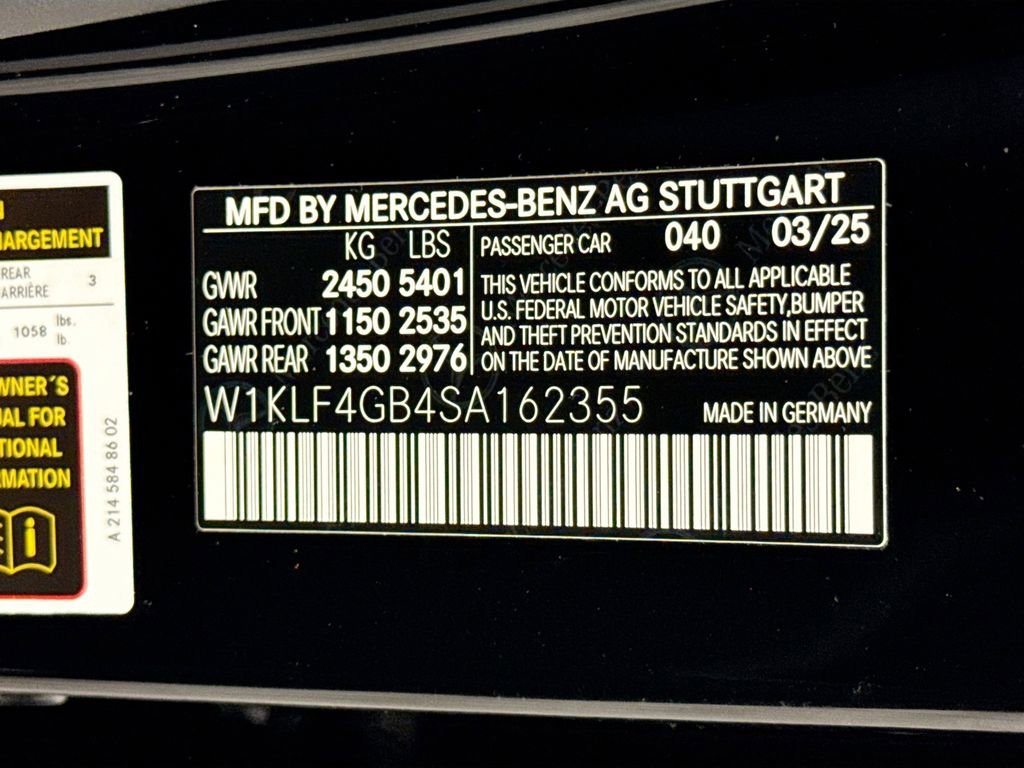 ARGEMENT
REAR
ARRIÈRE 3
1058 lbs.
lb.
WNER´S
UAL FOR
TIONAL
RMATION
i
A 214 584 86 02
MFD BY MERCEDES-BENZ AG STUTTGART
KG LBS
GVWR 2450 5401
GAWR FRONT 1150 2535
GAWR REAR 1350 2976
PASSENGER CAR 040 03/25
THIS VEHICLE CONFORMS TO ALL APPLICABLE
U.S. FEDERAL MOTOR VEHICLE SAFETY,BUMPER
AND THEFT PREVENTION STANDARDS IN EFFECT
ON THE DATE OF MANUFACTURE SHOWN ABOVE
W1KLF4GB4SA162355
MADE IN GERMANY